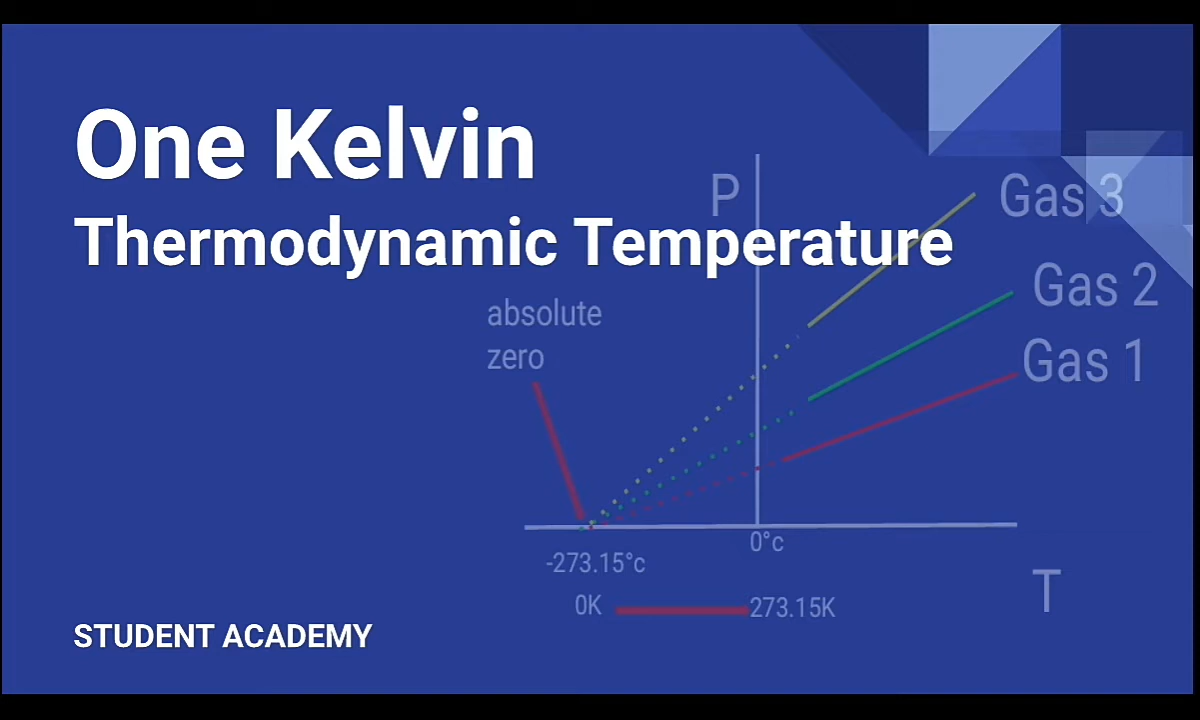 One Kelvin
Thermodynamic Temperature
P
Gas 3
Gas 2
Gas 1
absolute
zero
0°c
-273.15°c
0K
273.15K
T
STUDENT ACADEMY